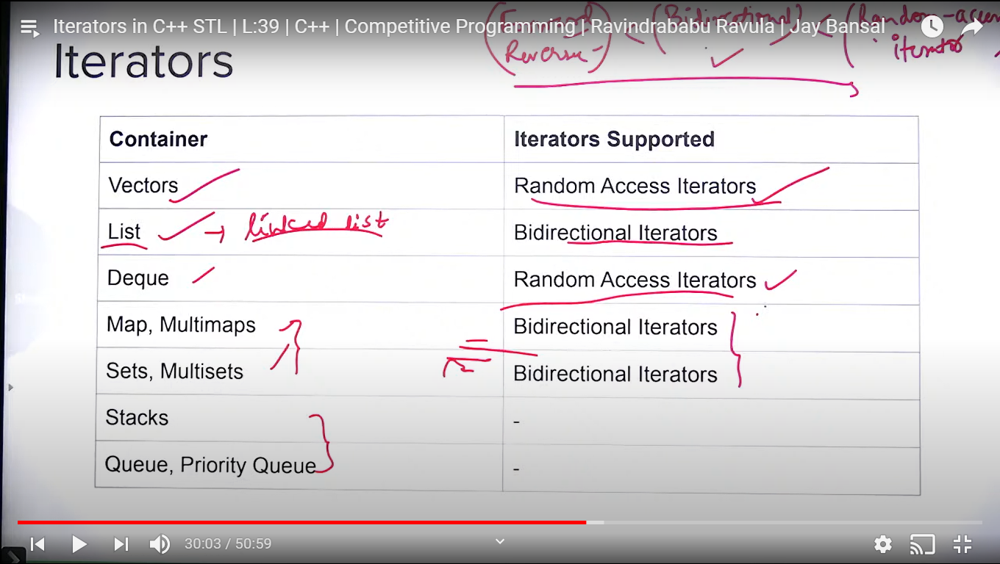 Iterators in C++ STL | L:39 | C++ | Competitive Programming | Ravindrababu Ravula | Jay Bansal
(Forward Reverse-) < (Bidirectional) < (Random-access iterator
Iterators
Container Iterators Supported
Vectors Random Access Iterators
List → linked list Bidirectional Iterators
Deque Random Access Iterators
Map, Multimaps Bidirectional Iterators
Sets, Multisets Bidirectional Iterators
Stacks -
Queue, Priority Queue -
30:03 / 50:59